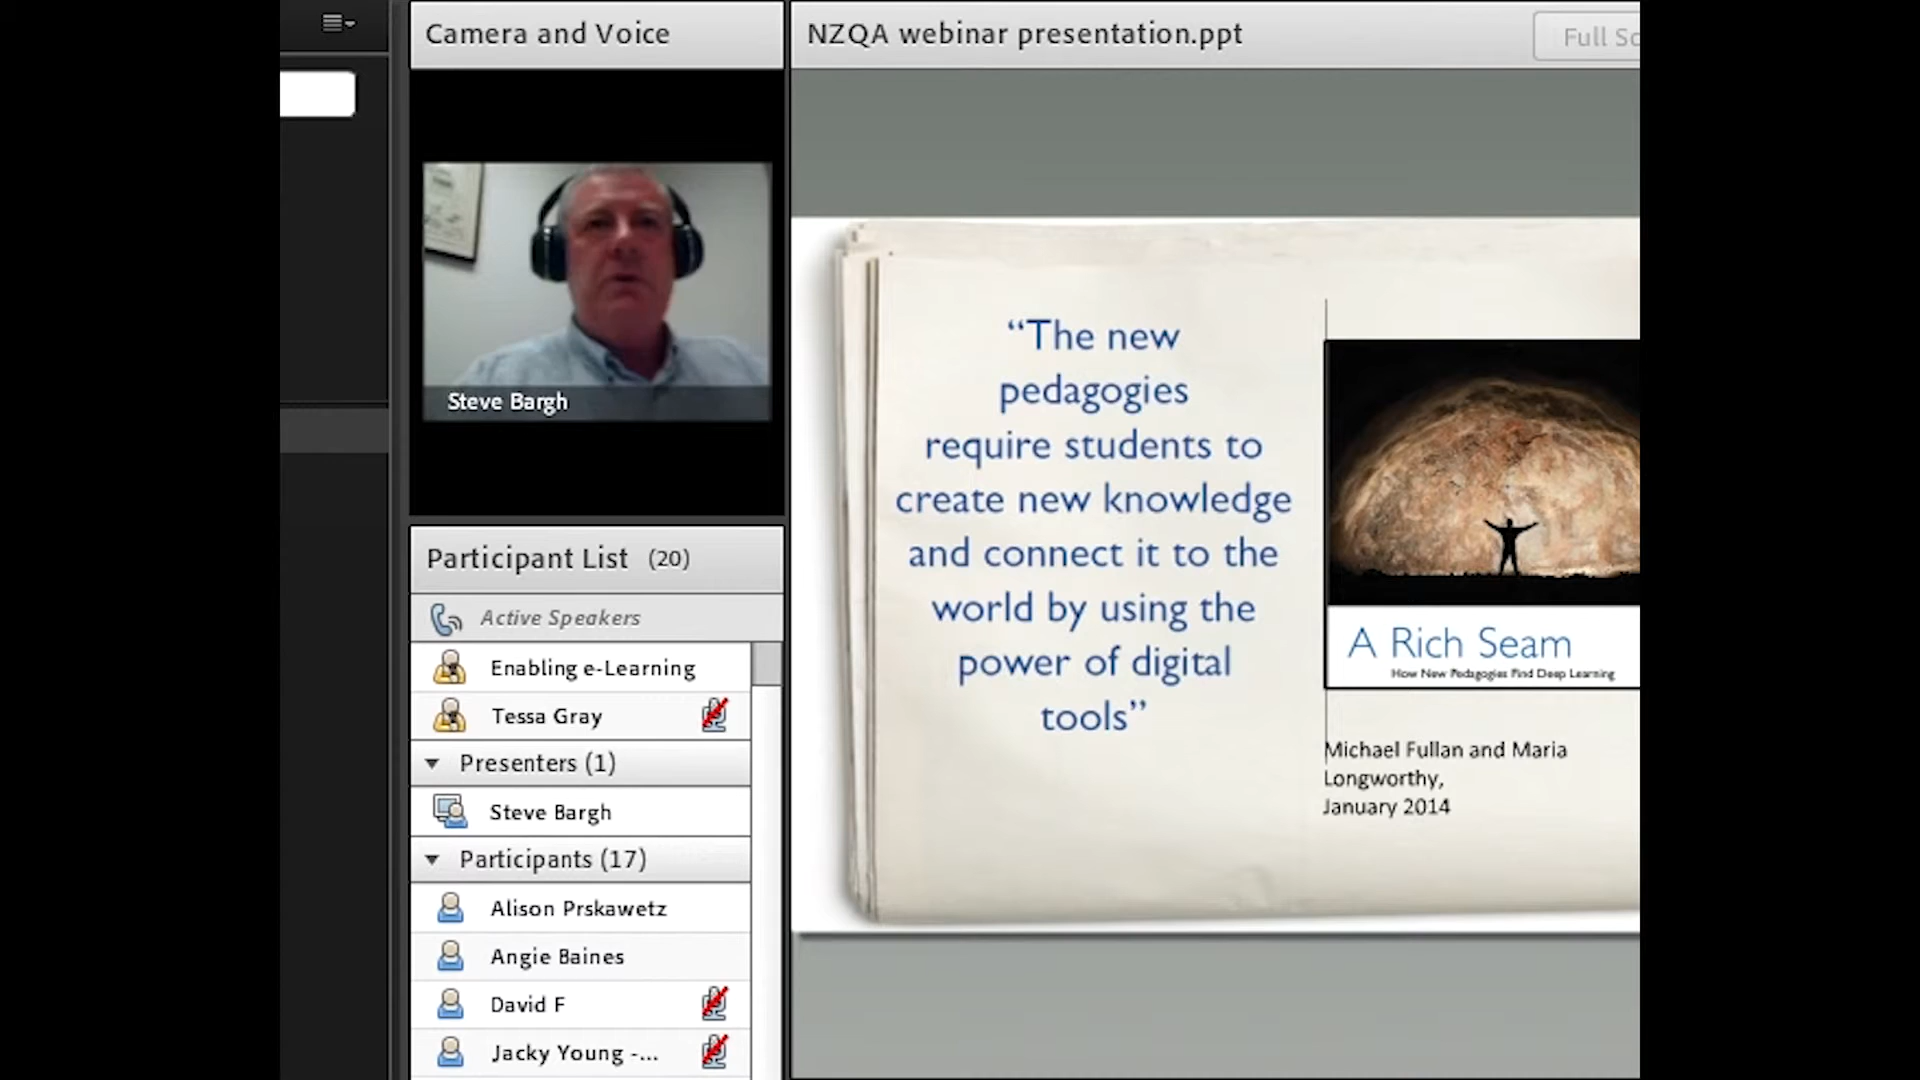 Camera and Voice
Steve Bargh
Participant List (20)
Active Speakers
Enabling e-Learning
Tessa Gray
Presenters (1)
Steve Bargh
Participants (17)
Alison Prskawetz
Angie Baines
David F
Jacky Young -...
NZQA webinar presentation.ppt
Full Sc
“The new
pedagogies
require students to
create new knowledge
and connect it to the
world by using the
power of digital
tools”
A Rich Seam
How New Pedagogies Find Deep Learning
Michael Fullan and Maria
Longworthy,
January 2014